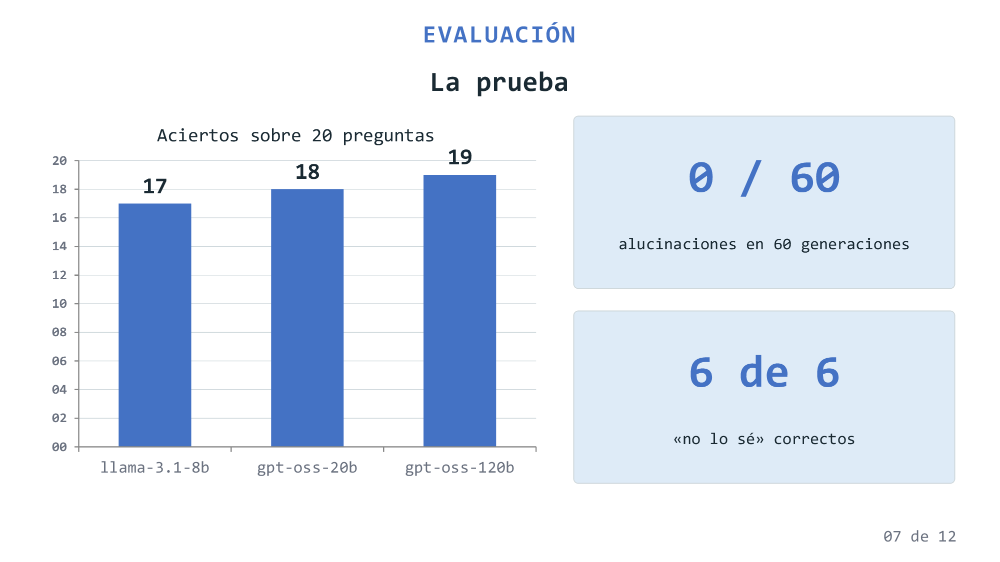 EVALUACIÓN
La prueba
Aciertos sobre 20 preguntas
20
18
16
14
12
10
08
06
04
02
00
17
18
19
llama-3.1-8b
gpt-oss-20b
gpt-oss-120b
0 / 60
alucinaciones en 60 generaciones
6 de 6
«no lo sé» correctos
07 de 12